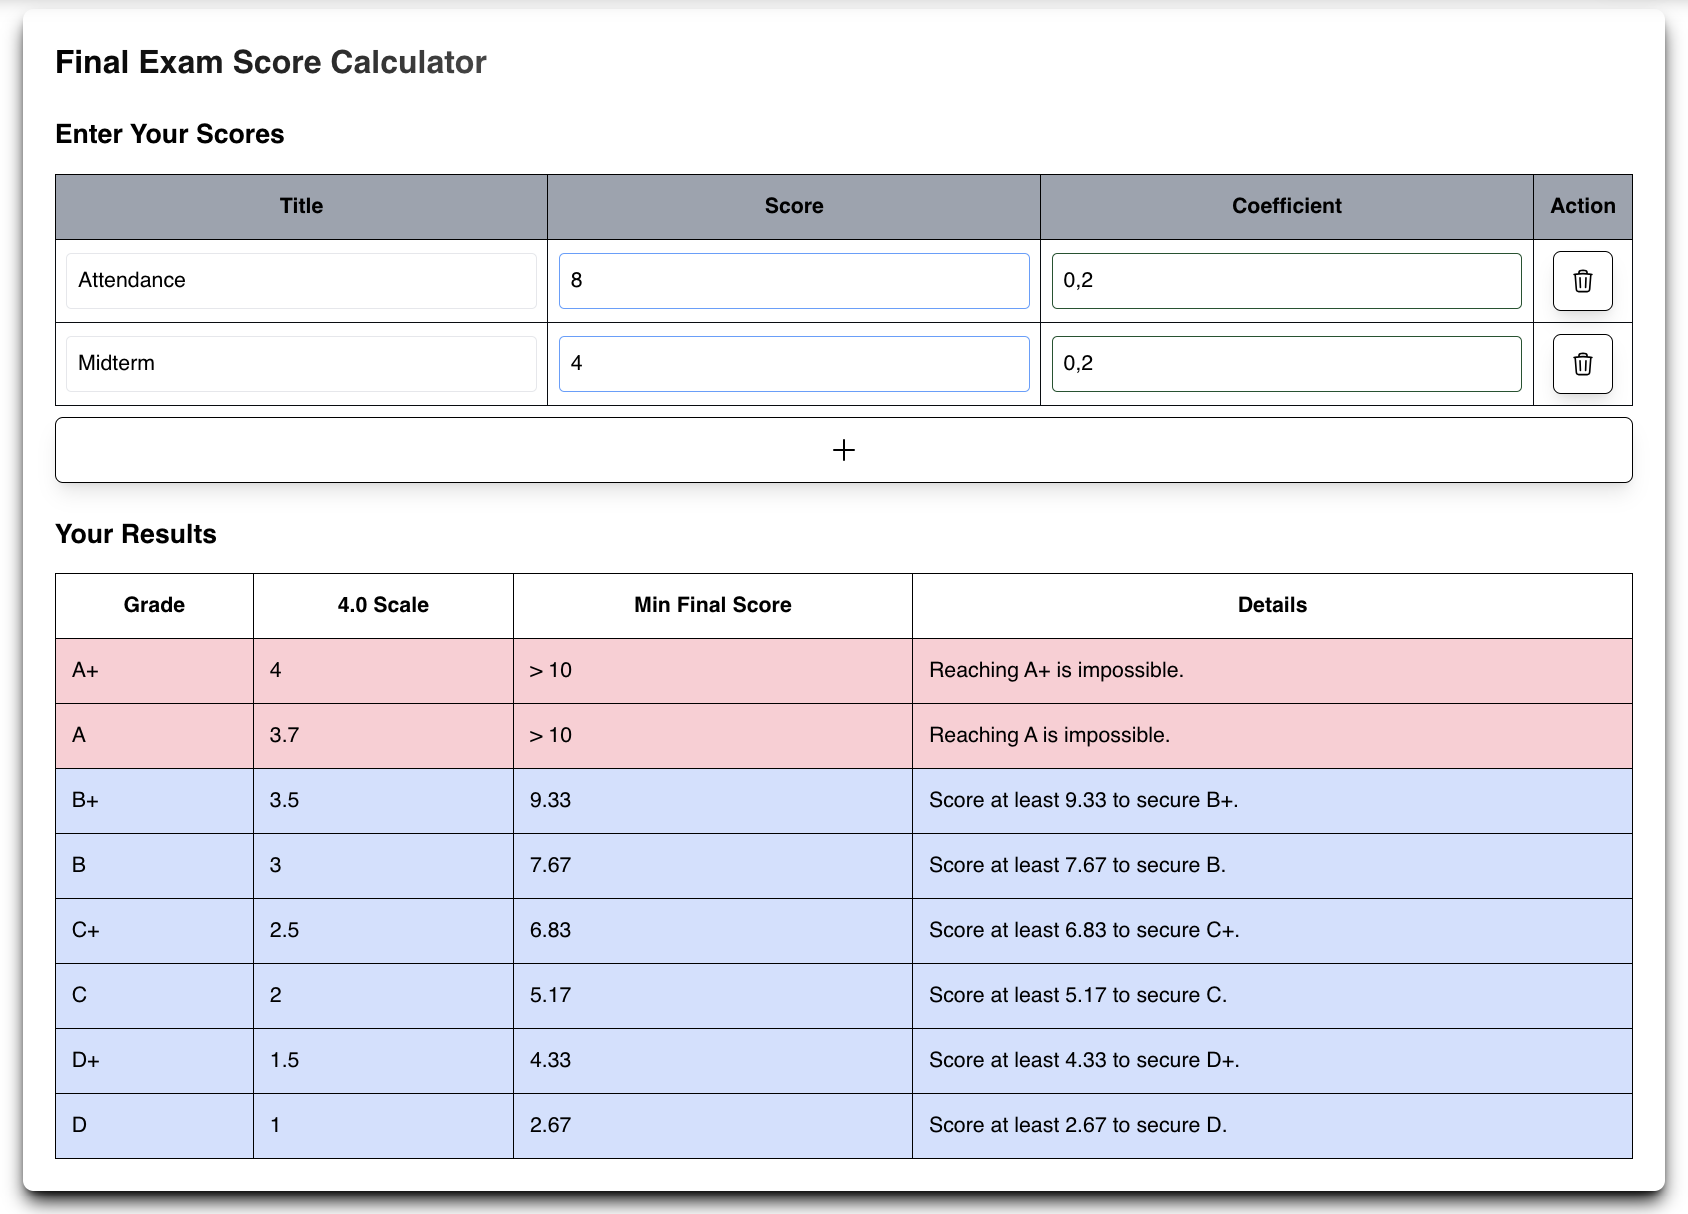 Final Exam Score Calculator
Enter Your Scores
Title Score Coefficient Action
Attendance 8 0,2
Midterm 4 0,2
+
Your Results
Grade 4.0 Scale Min Final Score Details
A+ 4 > 10 Reaching A+ is impossible.
A 3.7 > 10 Reaching A is impossible.
B+ 3.5 9.33 Score at least 9.33 to secure B+.
B 3 7.67 Score at least 7.67 to secure B.
C+ 2.5 6.83 Score at least 6.83 to secure C+.
C 2 5.17 Score at least 5.17 to secure C.
D+ 1.5 4.33 Score at least 4.33 to secure D+.
D 1 2.67 Score at least 2.67 to secure D.